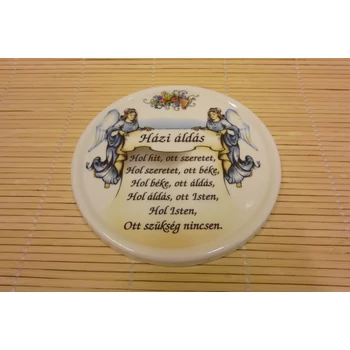 Házi áldás
Hol hit, ott szeretet,
Hol szeretet, ott béke,
Hol béke, ott áldás,
Hol áldás, ott Isten,
Hol Isten,
Ott szükség nincsen.